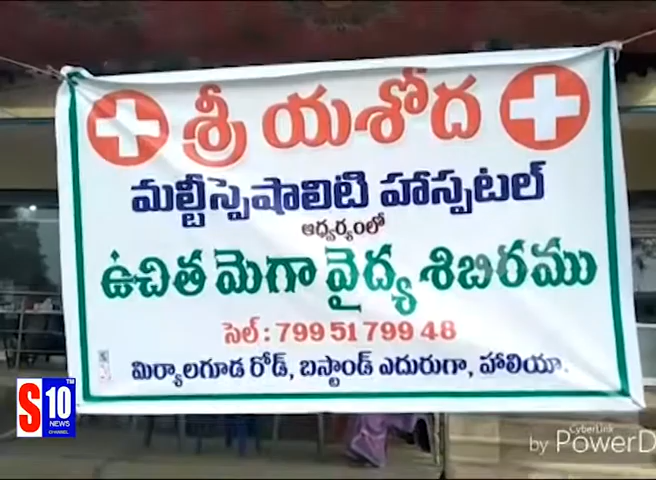 శ్రీ యశోద
మల్టీస్పెషాలిటి హాస్పటల్
ఆధ్వర్యంలో
ఉచిత మెగా వైద్య శిబిరము
సెల్ : 799 51 799 48
మిర్యాలగూడ రోడ్, బస్టాండ్ ఎదురుగా, హాలియా.
S10
TM
NEWS
CHANNEL
CyberLink
by PowerD